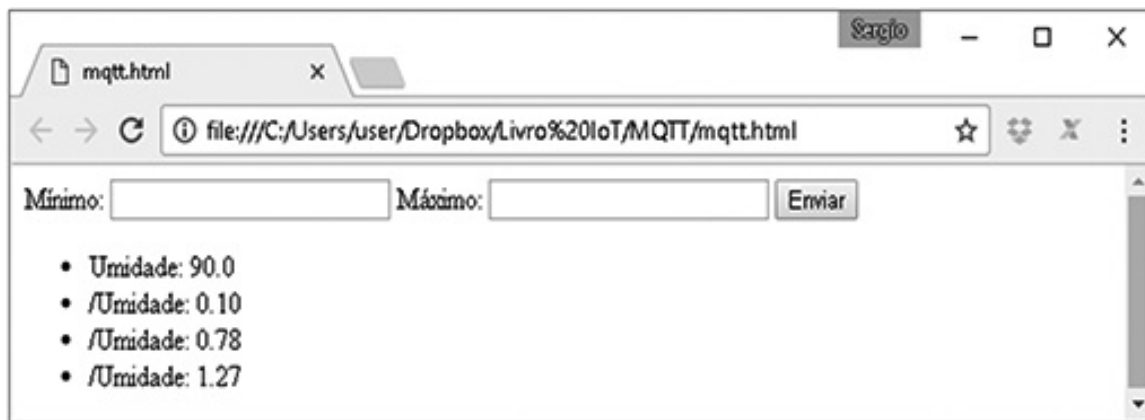 Sergio
mqtt.html
file:///C:/Users/user/Dropbox/Livro%20IoT/MQTT/mqtt.html
Mínimo: Máximo: Enviar
• Umidade: 90.0
• /Umidade: 0.10
• /Umidade: 0.78
• /Umidade: 1.27